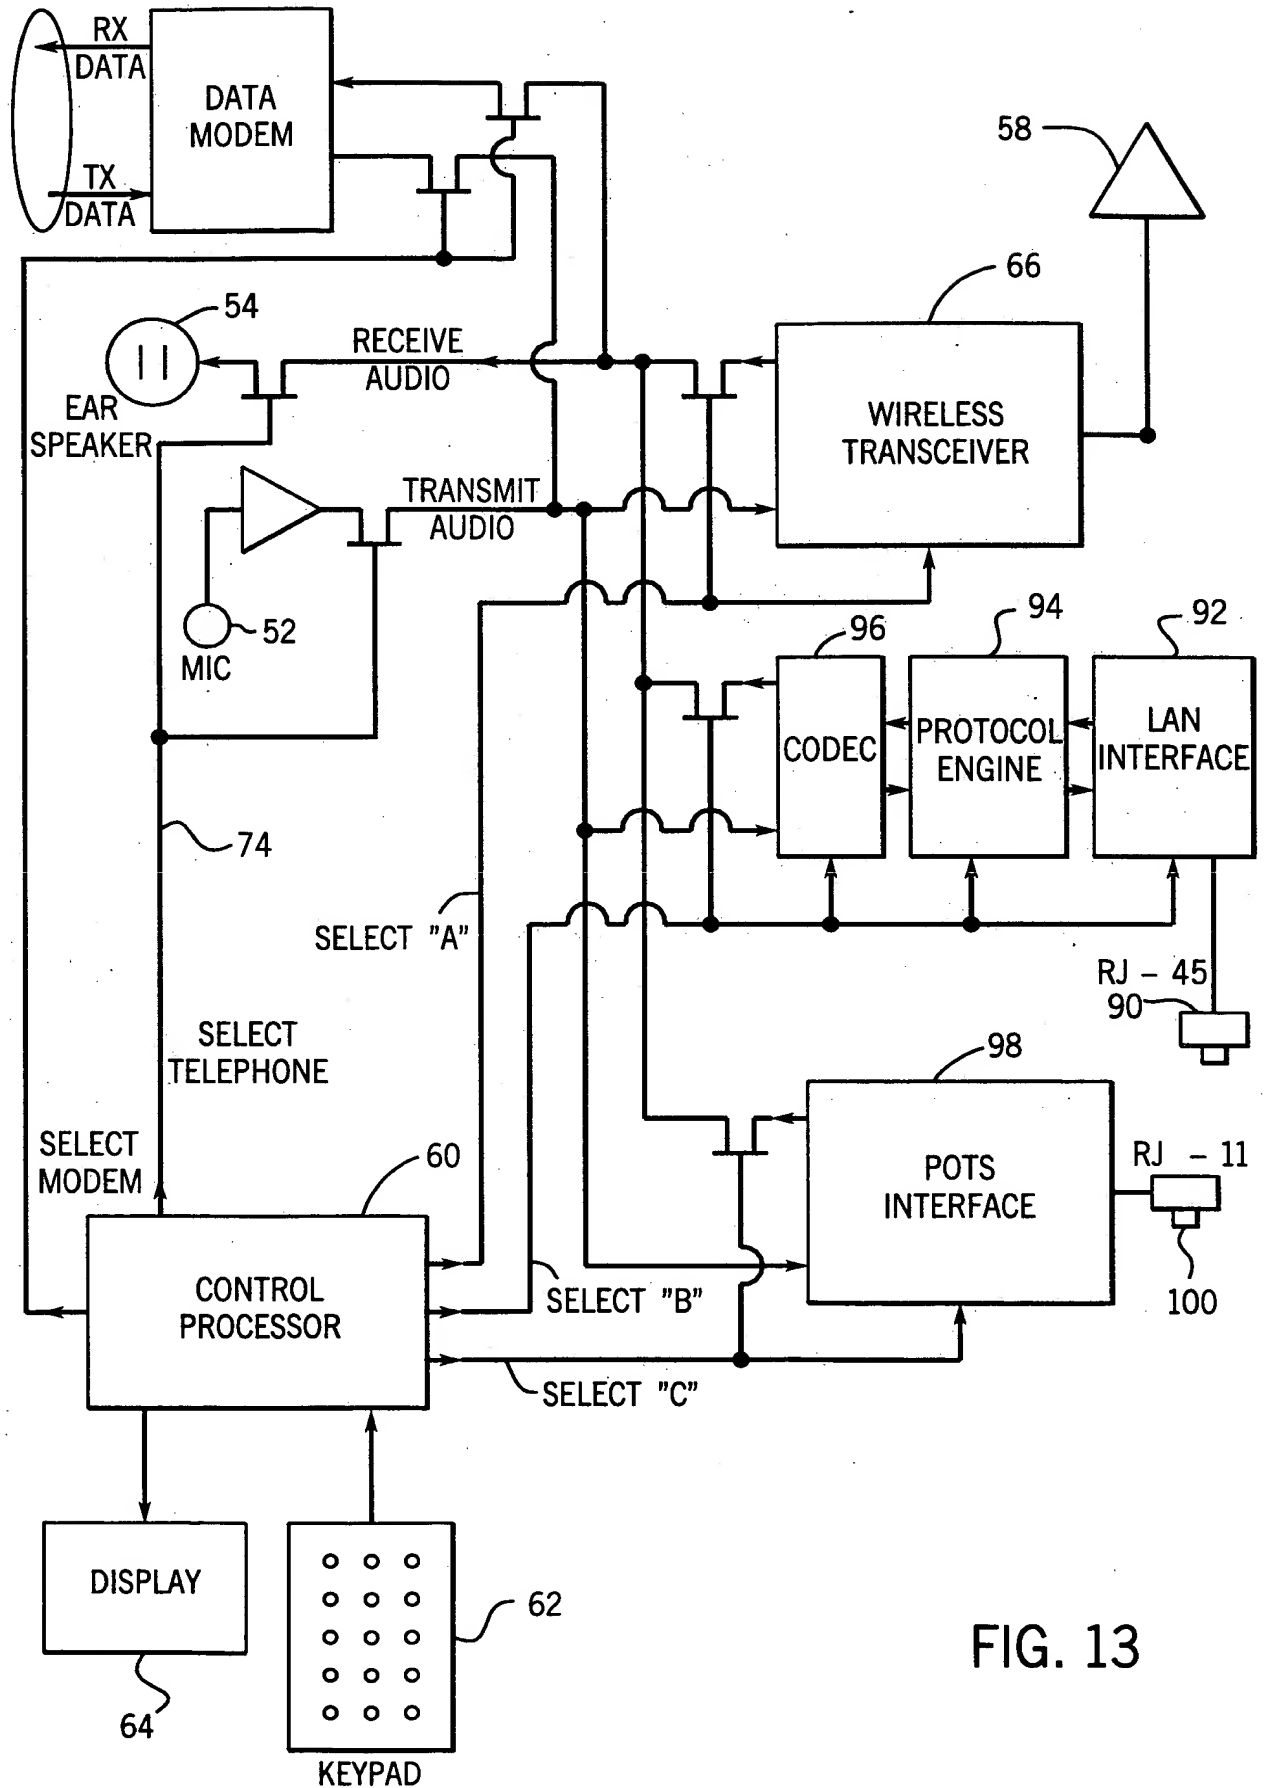 RX
DATA
TX
DATA
DATA
MODEM
58
66
54
RECEIVE
AUDIO
EAR
SPEAKER
WIRELESS
TRANSCEIVER
TRANSMIT
AUDIO
52
MIC
96
94
92
CODEC
PROTOCOL
ENGINE
LAN
INTERFACE
74
SELECT "A"
RJ - 45
90
SELECT
TELEPHONE
98
SELECT
MODEM
60
POTS
INTERFACE
RJ - 11
100
CONTROL
PROCESSOR
SELECT "B"
SELECT "C"
DISPLAY
64
62
KEYPAD
FIG. 13